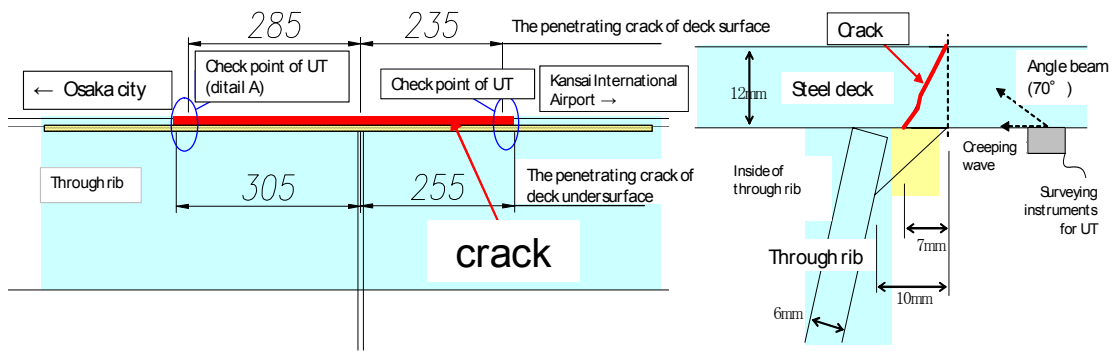 285
235
The penetrating crack of deck surface
Check point of UT
(ditail A)
Check point of UT
← Osaka city
Kansai International
Airport →
Through rib
305
255
The penetrating crack of
deck undersurface
crack
Crack
12mm
Steel deck
Angle beam
(70°)
Creeping
wave
Inside of
through rib
Surveying
instruments
for UT
7mm
Through rib
10mm
6mm